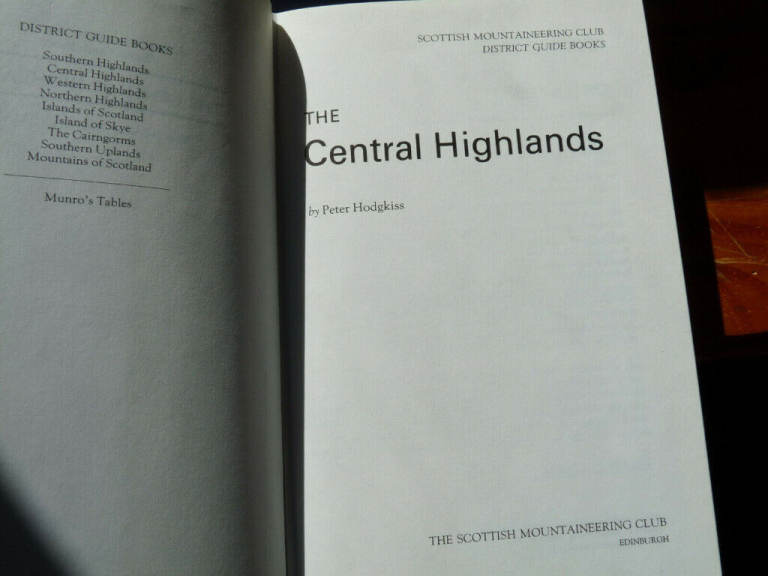 DISTRICT GUIDE BOOKS
Southern Highlands
Central Highlands
Western Highlands
Northern Highlands
Islands of Scotland
Island of Skye
The Cairngorms
Southern Uplands
Mountains of Scotland
Munro's Tables
SCOTTISH MOUNTAINEERING CLUB
DISTRICT GUIDE BOOKS
THE
Central Highlands
by Peter Hodgkiss
THE SCOTTISH MOUNTAINEERING CLUB
EDINBURGH